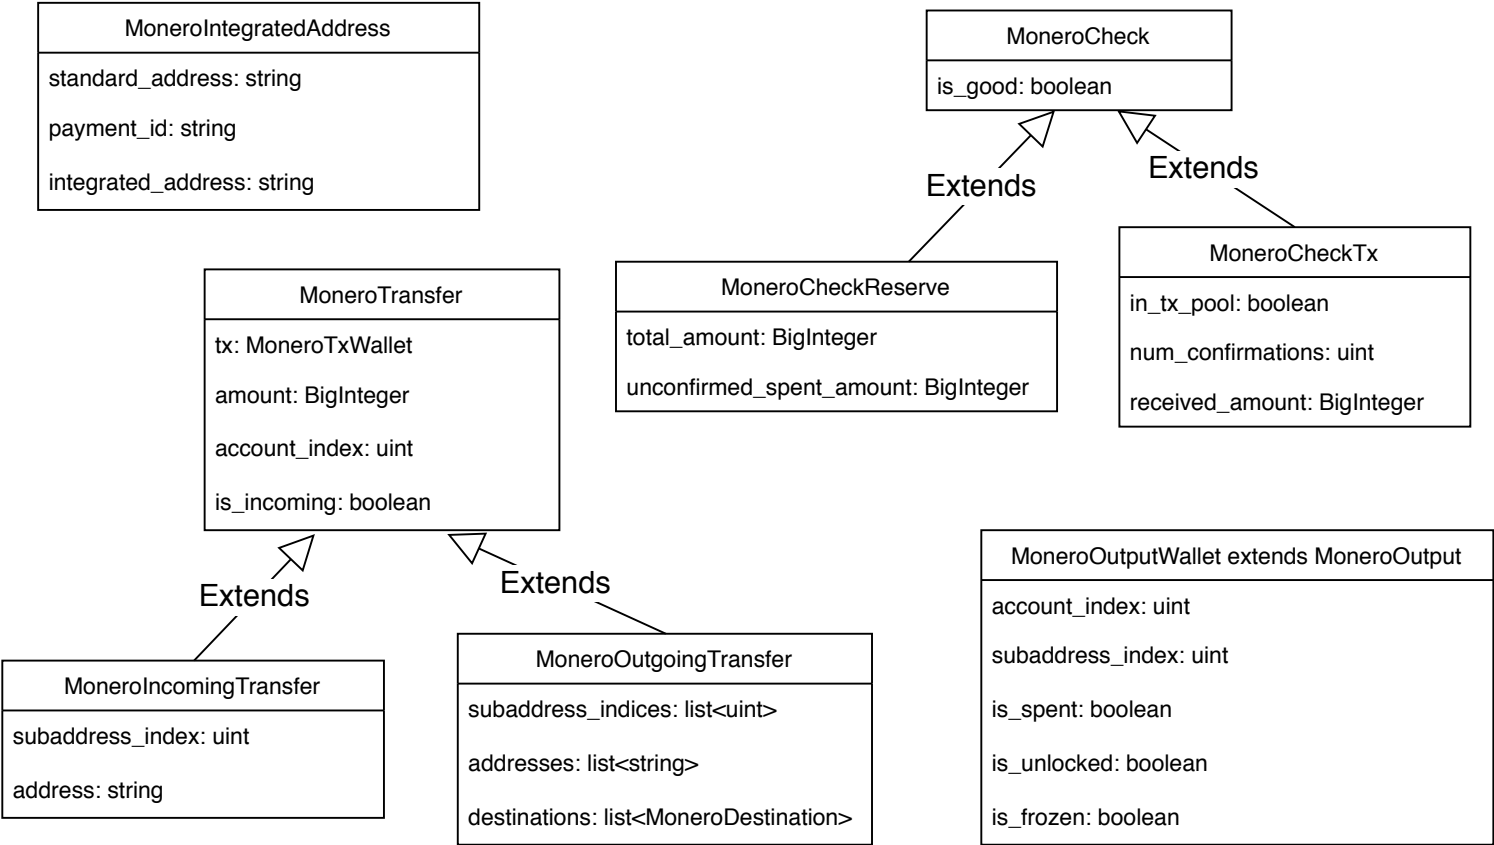 MoneroIntegratedAddress
standard_address: string
payment_id: string
integrated_address: string
MoneroCheck
is_good: boolean
Extends
Extends
MoneroCheckReserve
total_amount: BigInteger
unconfirmed_spent_amount: BigInteger
MoneroCheckTx
in_tx_pool: boolean
num_confirmations: uint
received_amount: BigInteger
MoneroTransfer
tx: MoneroTxWallet
amount: BigInteger
account_index: uint
is_incoming: boolean
Extends
Extends
MoneroIncomingTransfer
subaddress_index: uint
address: string
MoneroOutgoingTransfer
subaddress_indices: list<uint>
addresses: list<string>
destinations: list<MoneroDestination>
MoneroOutputWallet extends MoneroOutput
account_index: uint
subaddress_index: uint
is_spent: boolean
is_unlocked: boolean
is_frozen: boolean